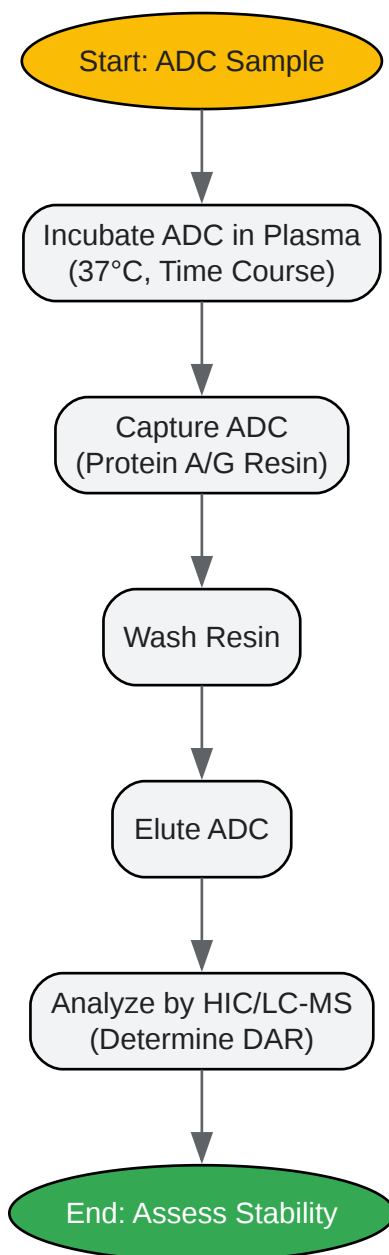 Start: ADC Sample
Incubate ADC in Plasma
(37°C, Time Course)
Capture ADC
(Protein A/G Resin)
Wash Resin
Elute ADC
Analyze by HIC/LC-MS
(Determine DAR)
End: Assess Stability